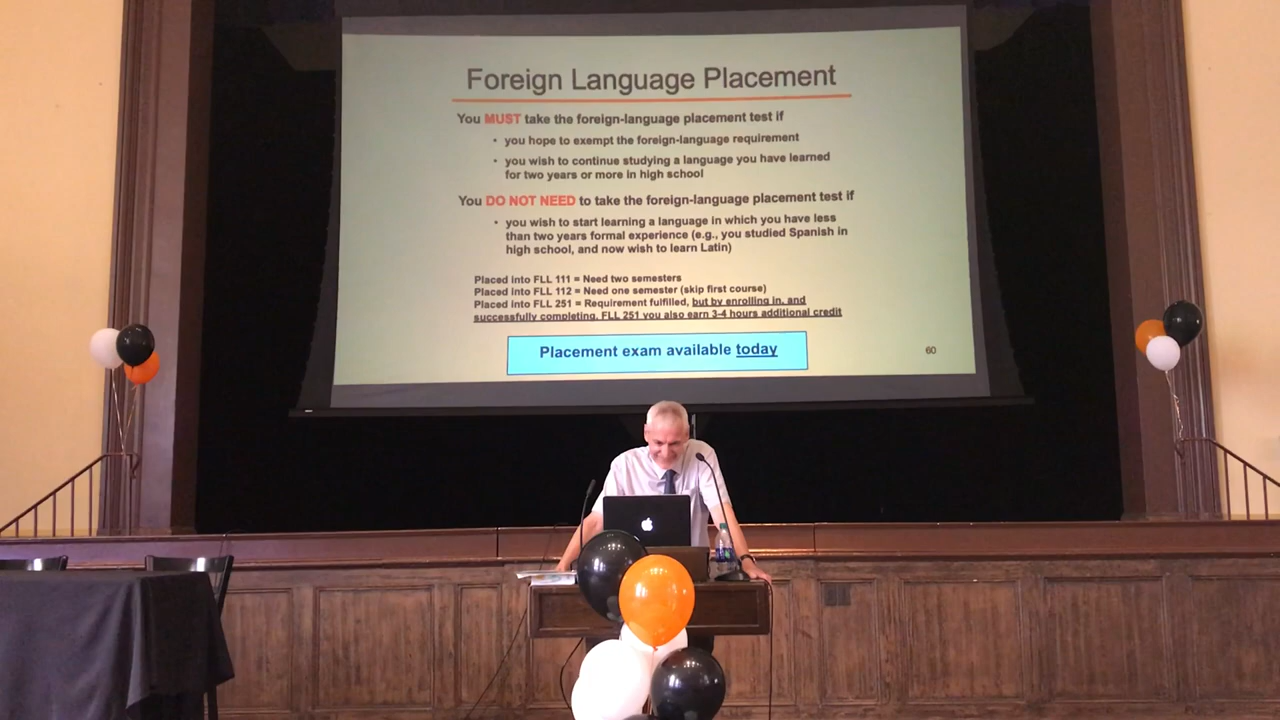 Foreign Language Placement
You MUST take the foreign-language placement test if
• you hope to exempt the foreign-language requirement
• you wish to continue studying a language you have learned
for two years or more in high school
You DO NOT NEED to take the foreign-language placement test if
• you wish to start learning a language in which you have less
than two years formal experience (e.g., you studied Spanish in
high school, and now wish to learn Latin)
Placed into FLL 111 = Need two semesters
Placed into FLL 112 = Need one semester (skip first course)
Placed into FLL 251 = Requirement fulfilled, but by enrolling in, and
successfully completing, FLL 251 you also earn 3-4 hours additional credit
Placement exam available today
60